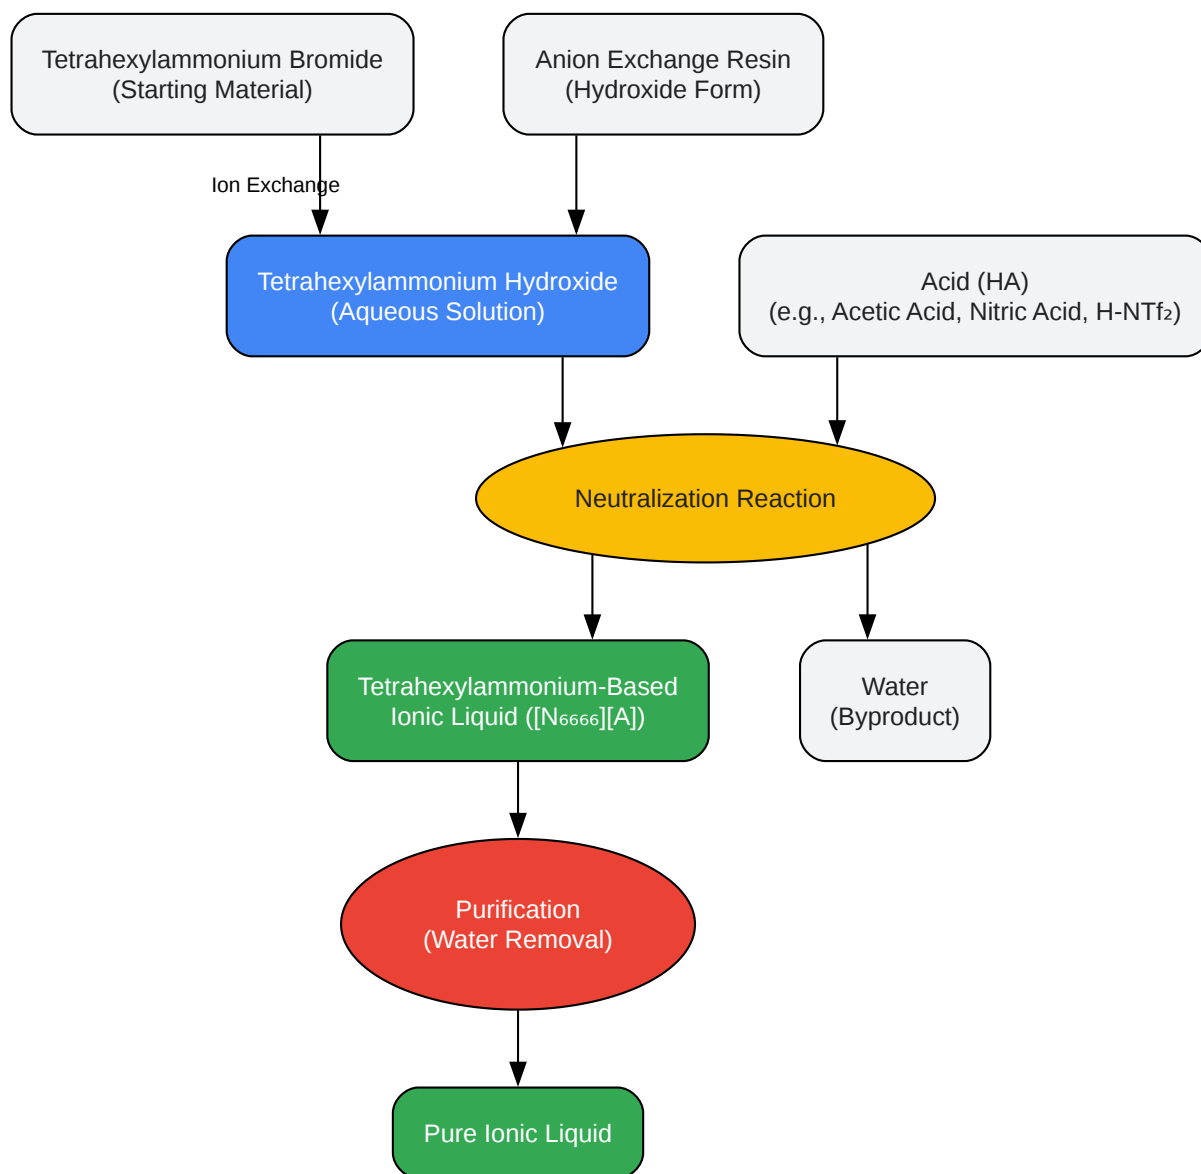 Tetrahexylammonium Bromide
(Starting Material)
Anion Exchange Resin
(Hydroxide Form)
Ion Exchange
Tetrahexylammonium Hydroxide
(Aqueous Solution)
Acid (HA)
(e.g., Acetic Acid, Nitric Acid, H-NTf₂)
Neutralization Reaction
Tetrahexylammonium-Based
Ionic Liquid ([N₆₆₆₆][A])
Water
(Byproduct)
Purification
(Water Removal)
Pure Ionic Liquid